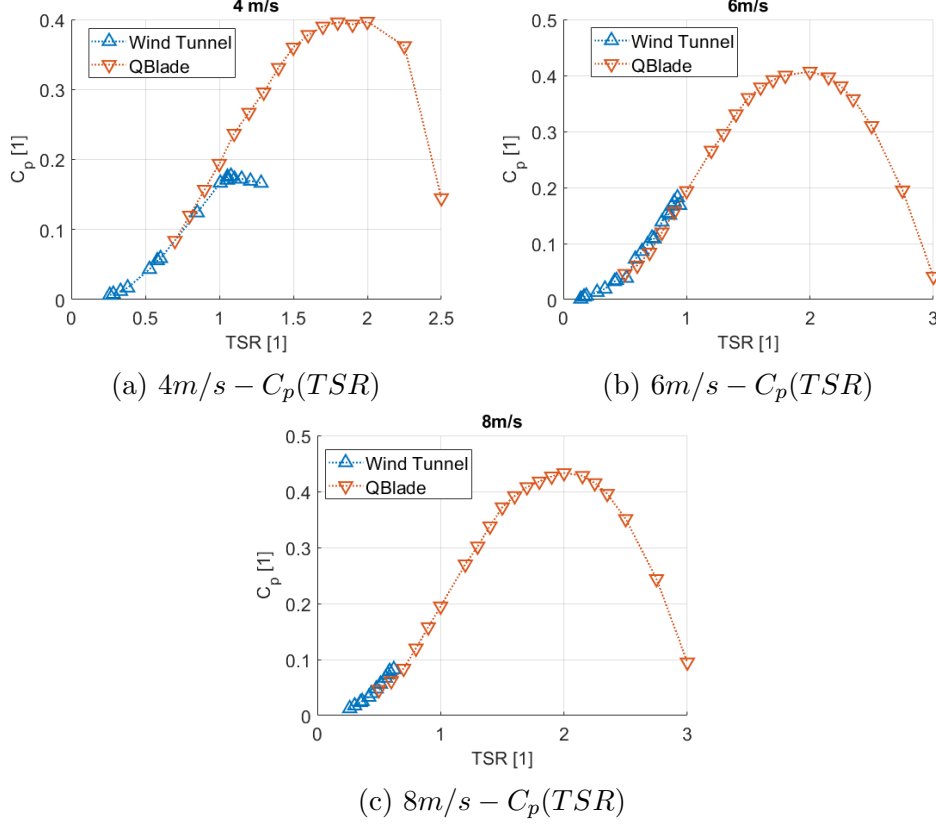 4 m/s
0.4
0.3
0.2
0.1
0
C_p [1]
Wind Tunnel
QBlade
0 0.5 1 1.5 2 2.5
TSR [1]
(a) 4m/s − C_p(TSR)
6m/s
0.5
0.4
0.3
0.2
0.1
0
C_p [1]
Wind Tunnel
QBlade
0 1 2 3
TSR [1]
(b) 6m/s − C_p(TSR)
8m/s
0.5
0.4
0.3
0.2
0.1
0
C_p [1]
Wind Tunnel
QBlade
0 1 2 3
TSR [1]
(c) 8m/s − C_p(TSR)